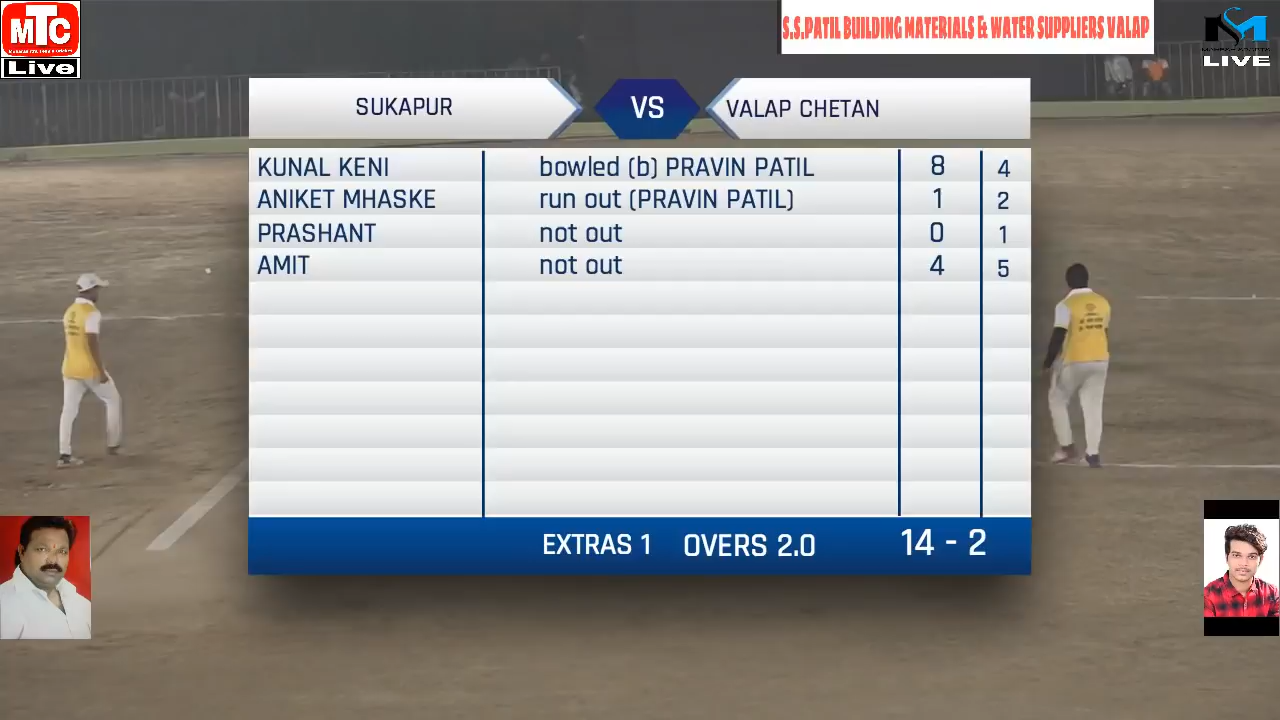 MTC
Live
S.S.PATIL BUILDING MATERIALS & WATER SUPPLIERS VALAP
LIVE
SUKAPUR VS VALAP CHETAN
KUNAL KENI bowled (b) PRAVIN PATIL 8 4
ANIKET MHASKE run out (PRAVIN PATIL) 1 2
PRASHANT not out 0 1
AMIT not out 4 5
EXTRAS 1 OVERS 2.0 14 - 2